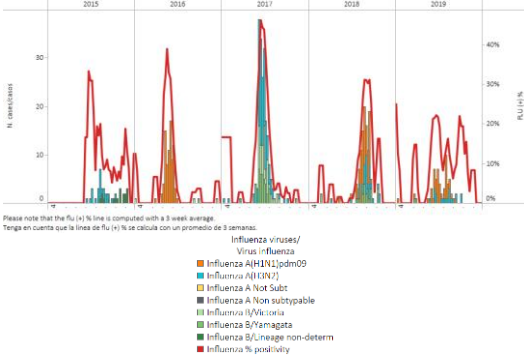 2015 2016 2017 2018 2019
N. cases/casos
30
20
10
0
40%
30%
20%
10%
0%
FLU (+) %
Please note that the flu (+) % line is computed with a 3 week average.
Tenga en cuenta que la línea de flu (+) % se calcula con un promedio de 3 semanas.
Influenza viruses/
Virus influenza
Influenza A(H1N1)pdm09
Influenza A(H3N2)
Influenza A Not Subt
Influenza A Non subtypable
Influenza B/Victoria
Influenza B/Yamagata
Influenza B/Lineage non-determ
Influenza % positivity